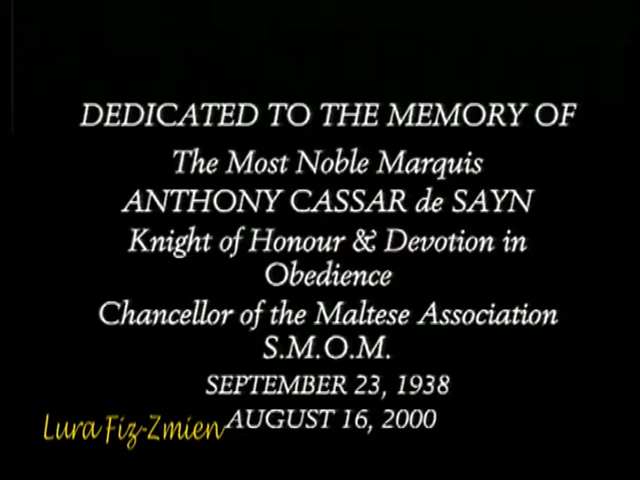 DEDICATED TO THE MEMORY OF
The Most Noble Marquis
ANTHONY CASSAR de SAYN
Knight of Honour & Devotion in
Obedience
Chancellor of the Maltese Association
S.M.O.M.
SEPTEMBER 23, 1938
AUGUST 16, 2000
Lura Fiz-Zmien